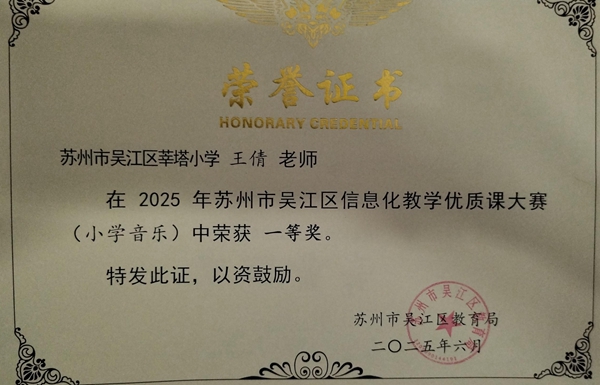 荣誉证书
HONORARY CREDENTIAL
苏州市吴江区莘塔小学 王倩 老师
在 2025 年苏州市吴江区信息化教学优质课大赛
（小学音乐）中荣获 一等奖。
特发此证，以资鼓励。
苏州市吴江区教育局
二〇二五年六月